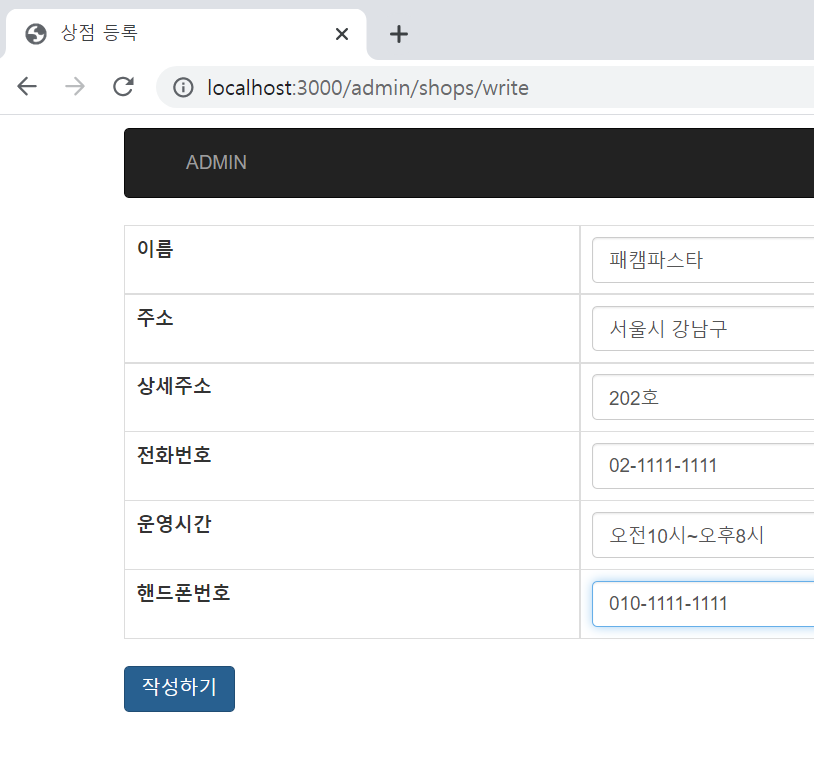 상점 등록
localhost:3000/admin/shops/write
ADMIN
이름 패캠파스타
주소 서울시 강남구
상세주소 202호
전화번호 02-1111-1111
운영시간 오전10시~오후8시
핸드폰번호 010-1111-1111
작성하기